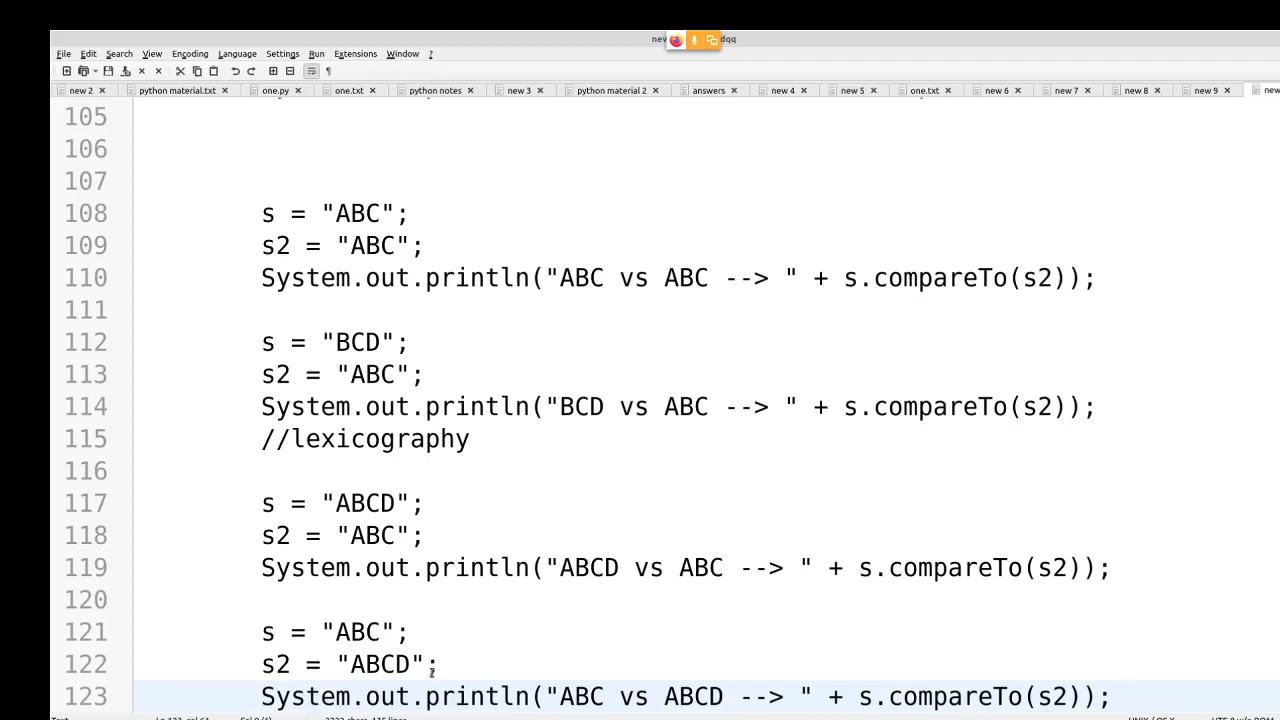 new dqq
File Edit Search View Encoding Language Settings Run Extensions Window ?
new 2 python material.txt one.py one.txt python notes new 3 python material 2 answers new 4 new 5 one.txt new 6 new 7 new 8 new 9 new
105
106
107
108 s = "ABC";
109 s2 = "ABC";
110 System.out.println("ABC vs ABC --> " + s.compareTo(s2));
111
112 s = "BCD";
113 s2 = "ABC";
114 System.out.println("BCD vs ABC --> " + s.compareTo(s2));
115 //lexicography
116
117 s = "ABCD";
118 s2 = "ABC";
119 System.out.println("ABCD vs ABC --> " + s.compareTo(s2));
120
121 s = "ABC";
122 s2 = "ABCD";
123 System.out.println("ABC vs ABCD --> " + s.compareTo(s2));